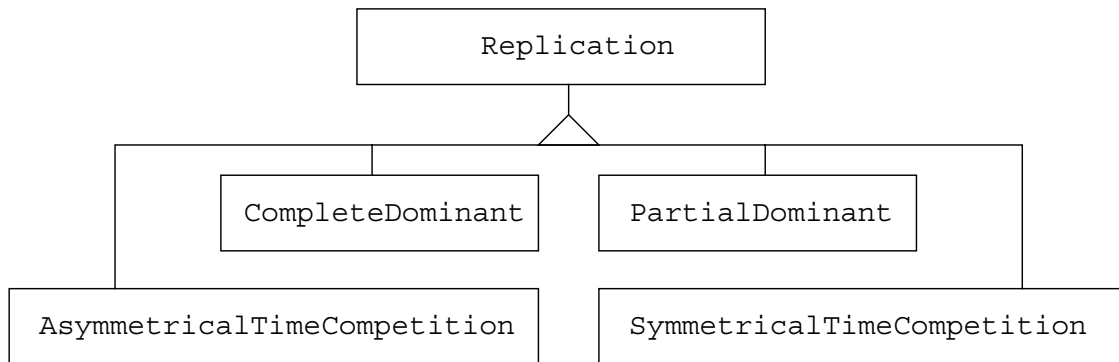 Replication
CompleteDominant
PartialDominant
AsymmetricalTimeCompetition
SymmetricalTimeCompetition